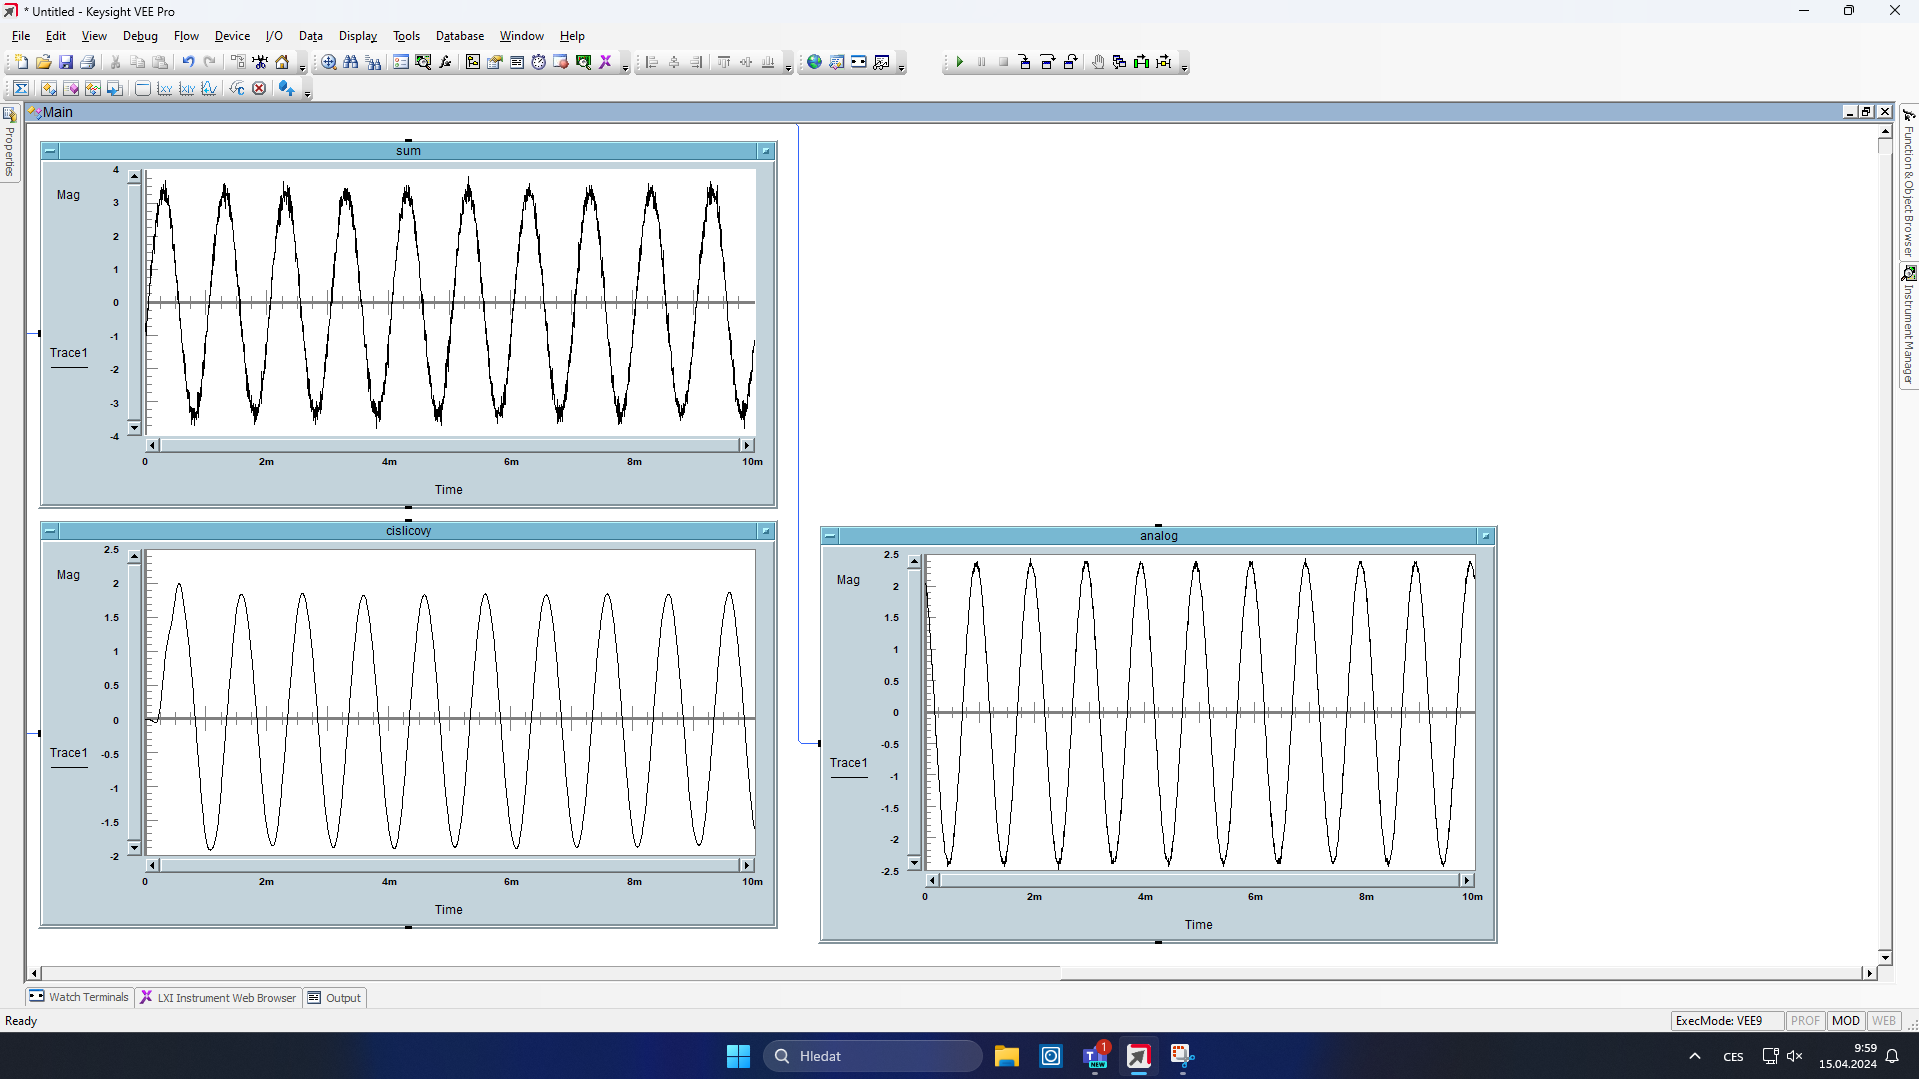 * Untitled - Keysight VEE Pro
File Edit View Debug Flow Device I/O Data Display Tools Database Window Help
Main
Properties
Function & Object Browser
Instrument Manager
sum
Mag
Trace1
4
3
2
1
0
-1
-2
-3
-4
0 2m 4m 6m 8m 10m
Time
cislicovy
Mag
Trace1
2.5
2
1.5
1
0.5
0
-0.5
-1
-1.5
-2
0 2m 4m 6m 8m 10m
Time
analog
Mag
Trace1
2.5
2
1.5
1
0.5
0
-0.5
-1
-1.5
-2
-2.5
0 2m 4m 6m 8m 10m
Time
Watch Terminals LXI Instrument Web Browser Output
Ready
ExecMode: VEE9 PROF MOD WEB
Hledat
1
NEW
CES
9:59
15.04.2024